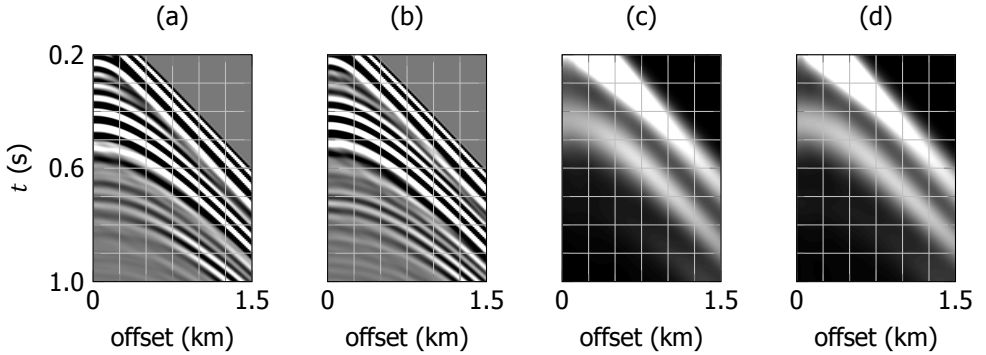 (a) (b) (c) (d)
0.2
0.6
1.0
t (s)
0 1.5 0 1.5 0 1.5 0 1.5
offset (km) offset (km) offset (km) offset (km)